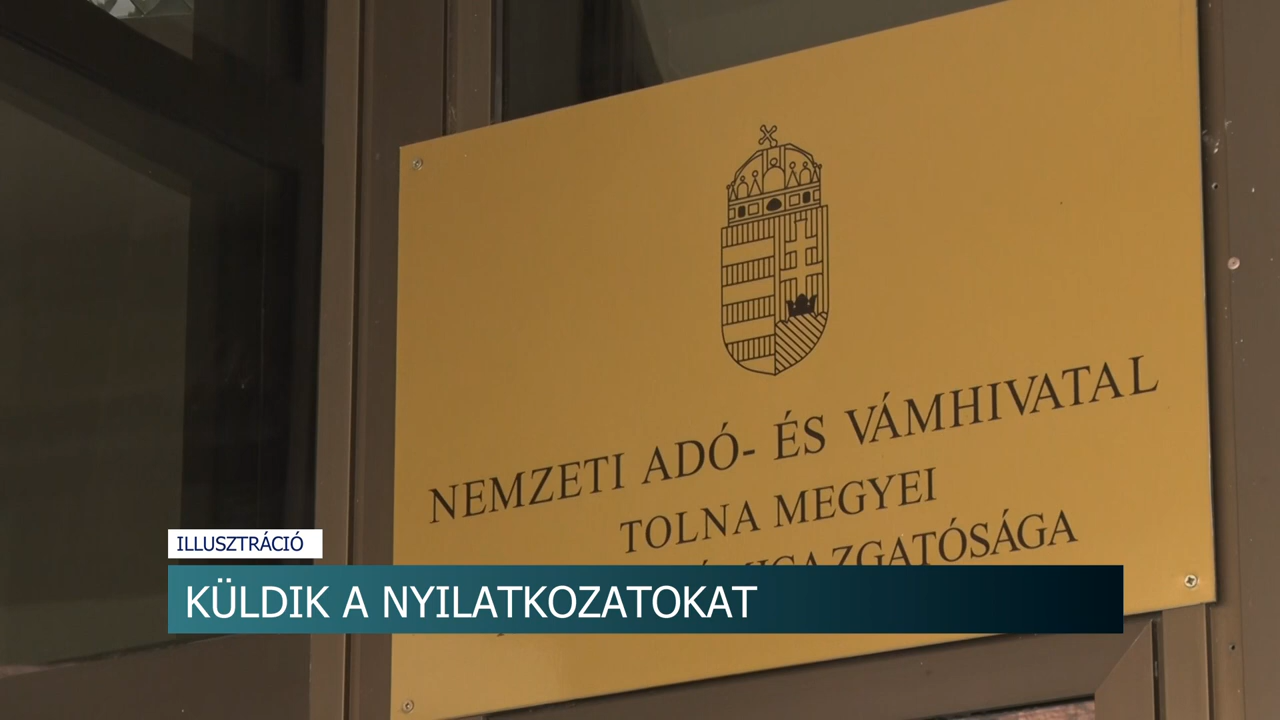 NEMZETI ADÓ- ÉS VÁMHIVATAL
TOLNA MEGYEI
IGAZGATÓSÁGA
ILLUSZTRÁCIÓ
KÜLDIK A NYILATKOZATOKAT